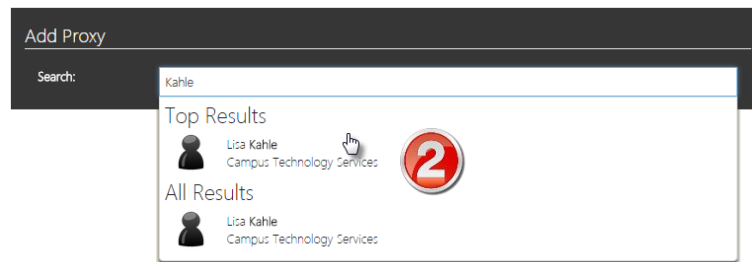 Add Proxy
Search:
Kahle
Top Results
Lisa Kahle
Campus Technology Services
2
All Results
Lisa Kahle
Campus Technology Services